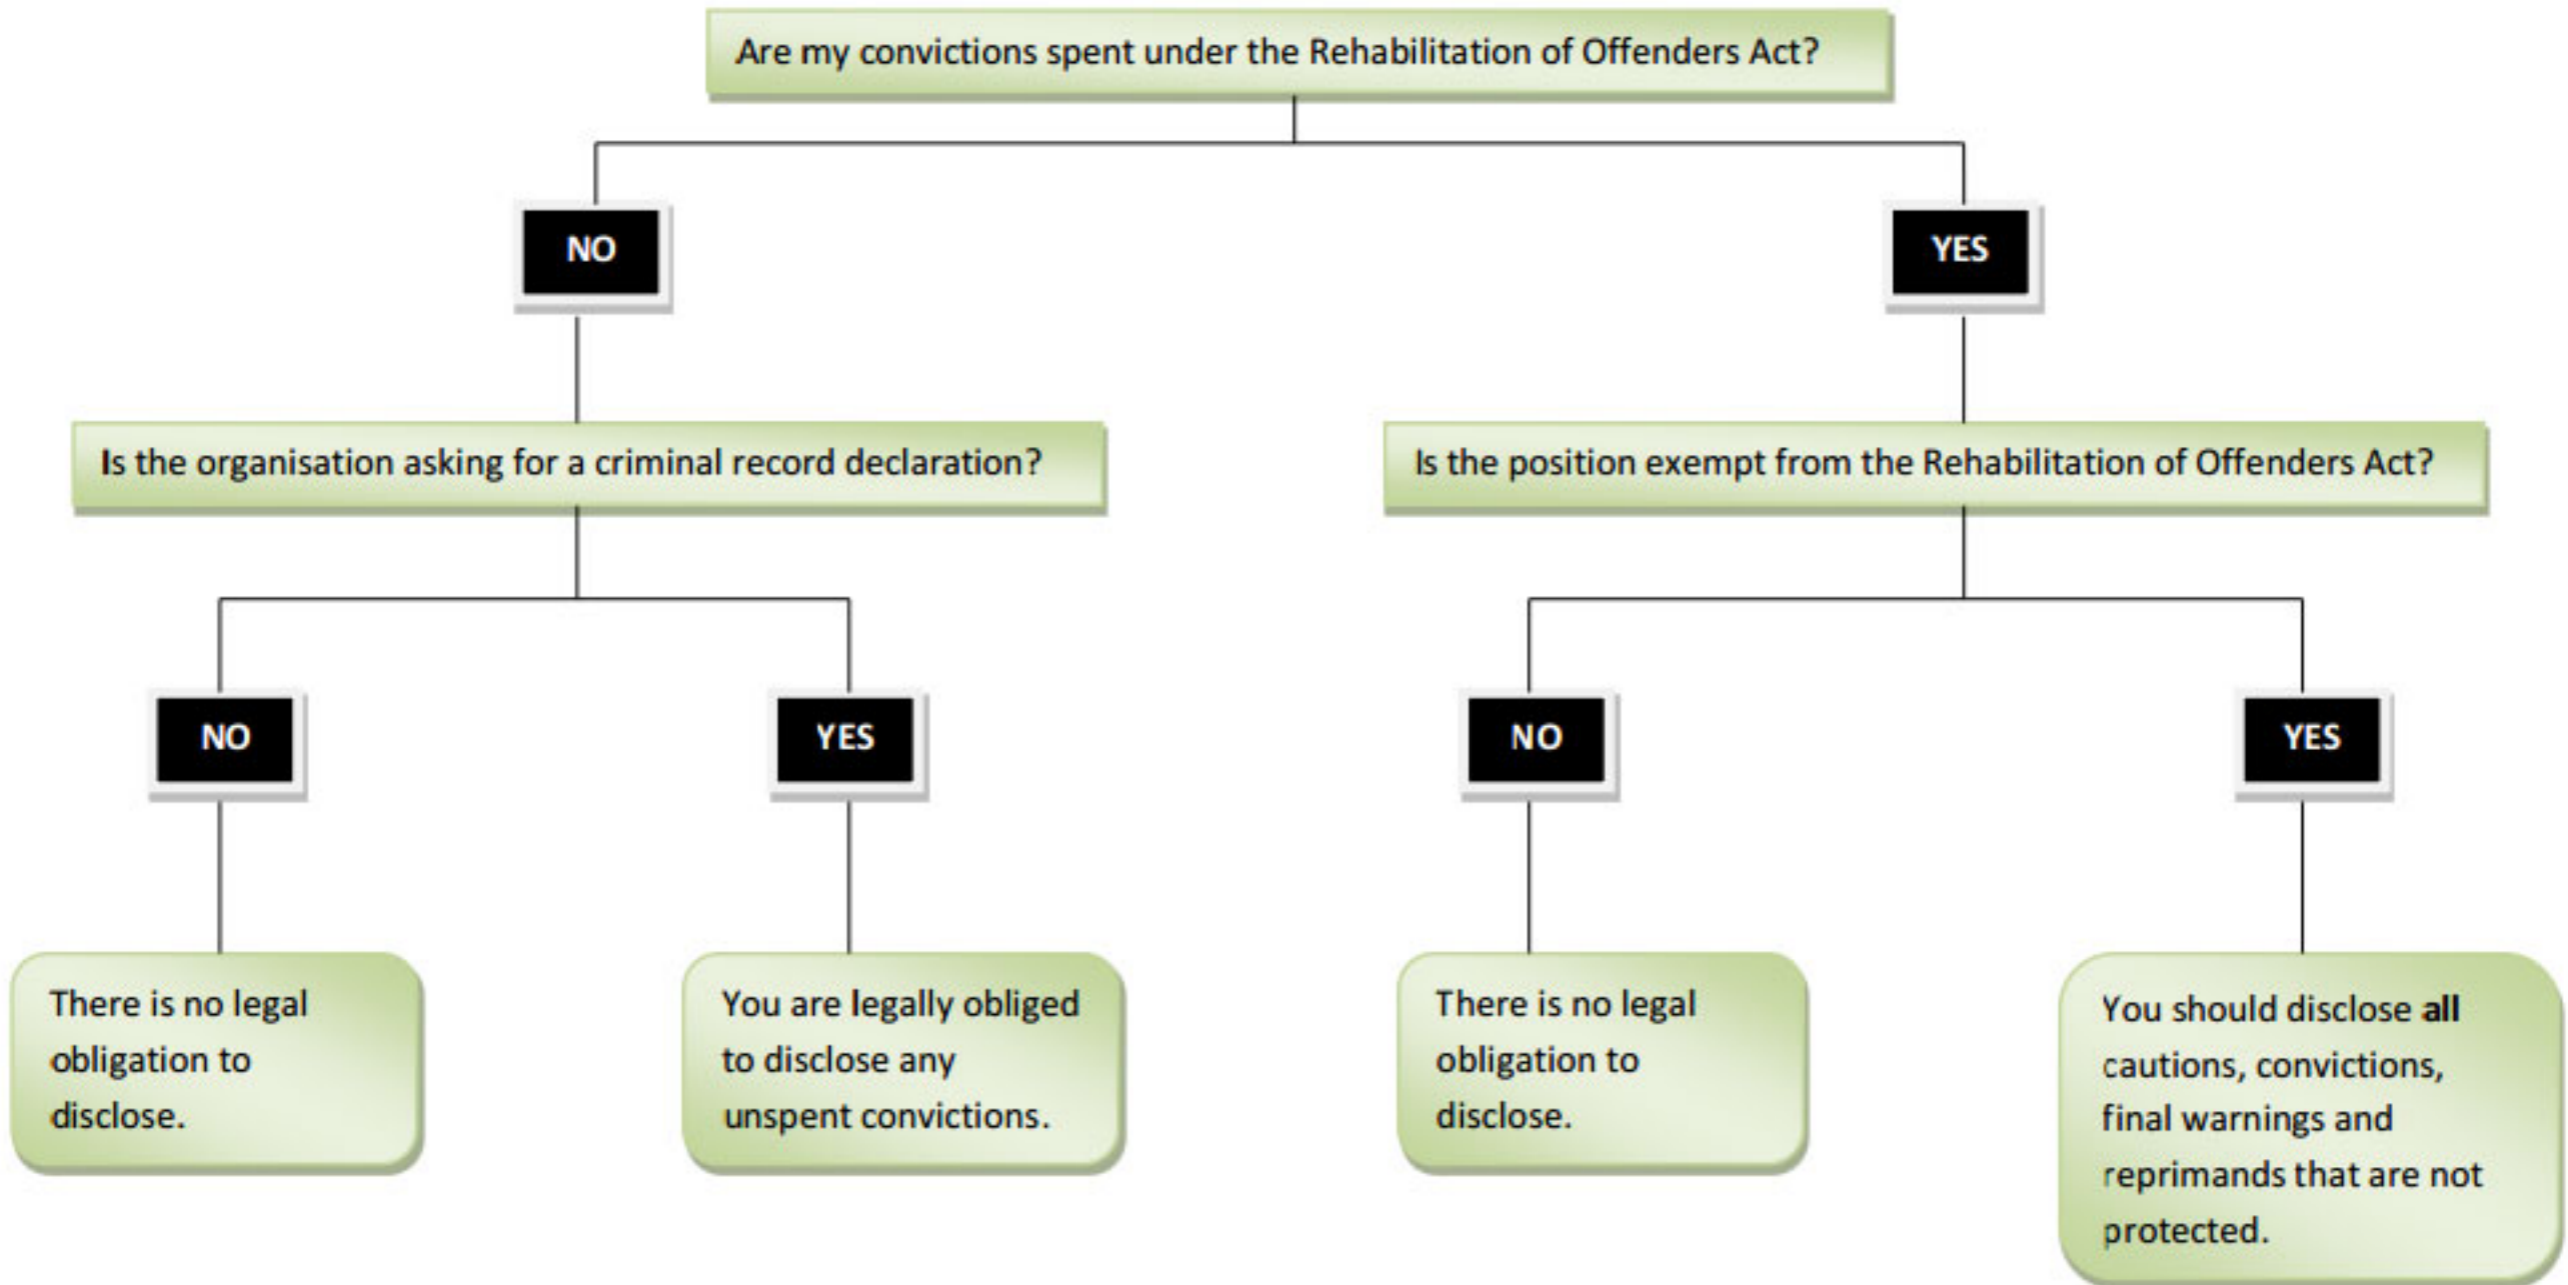 Are my convictions spent under the Rehabilitation of Offenders Act?
NO
YES
Is the organisation asking for a criminal record declaration?
Is the position exempt from the Rehabilitation of Offenders Act?
NO
YES
NO
YES
There is no legal
obligation to
disclose.
You are legally obliged
to disclose any
unspent convictions.
There is no legal
obligation to
disclose.
You should disclose all
cautions, convictions,
final warnings and
reprimands that are not
protected.